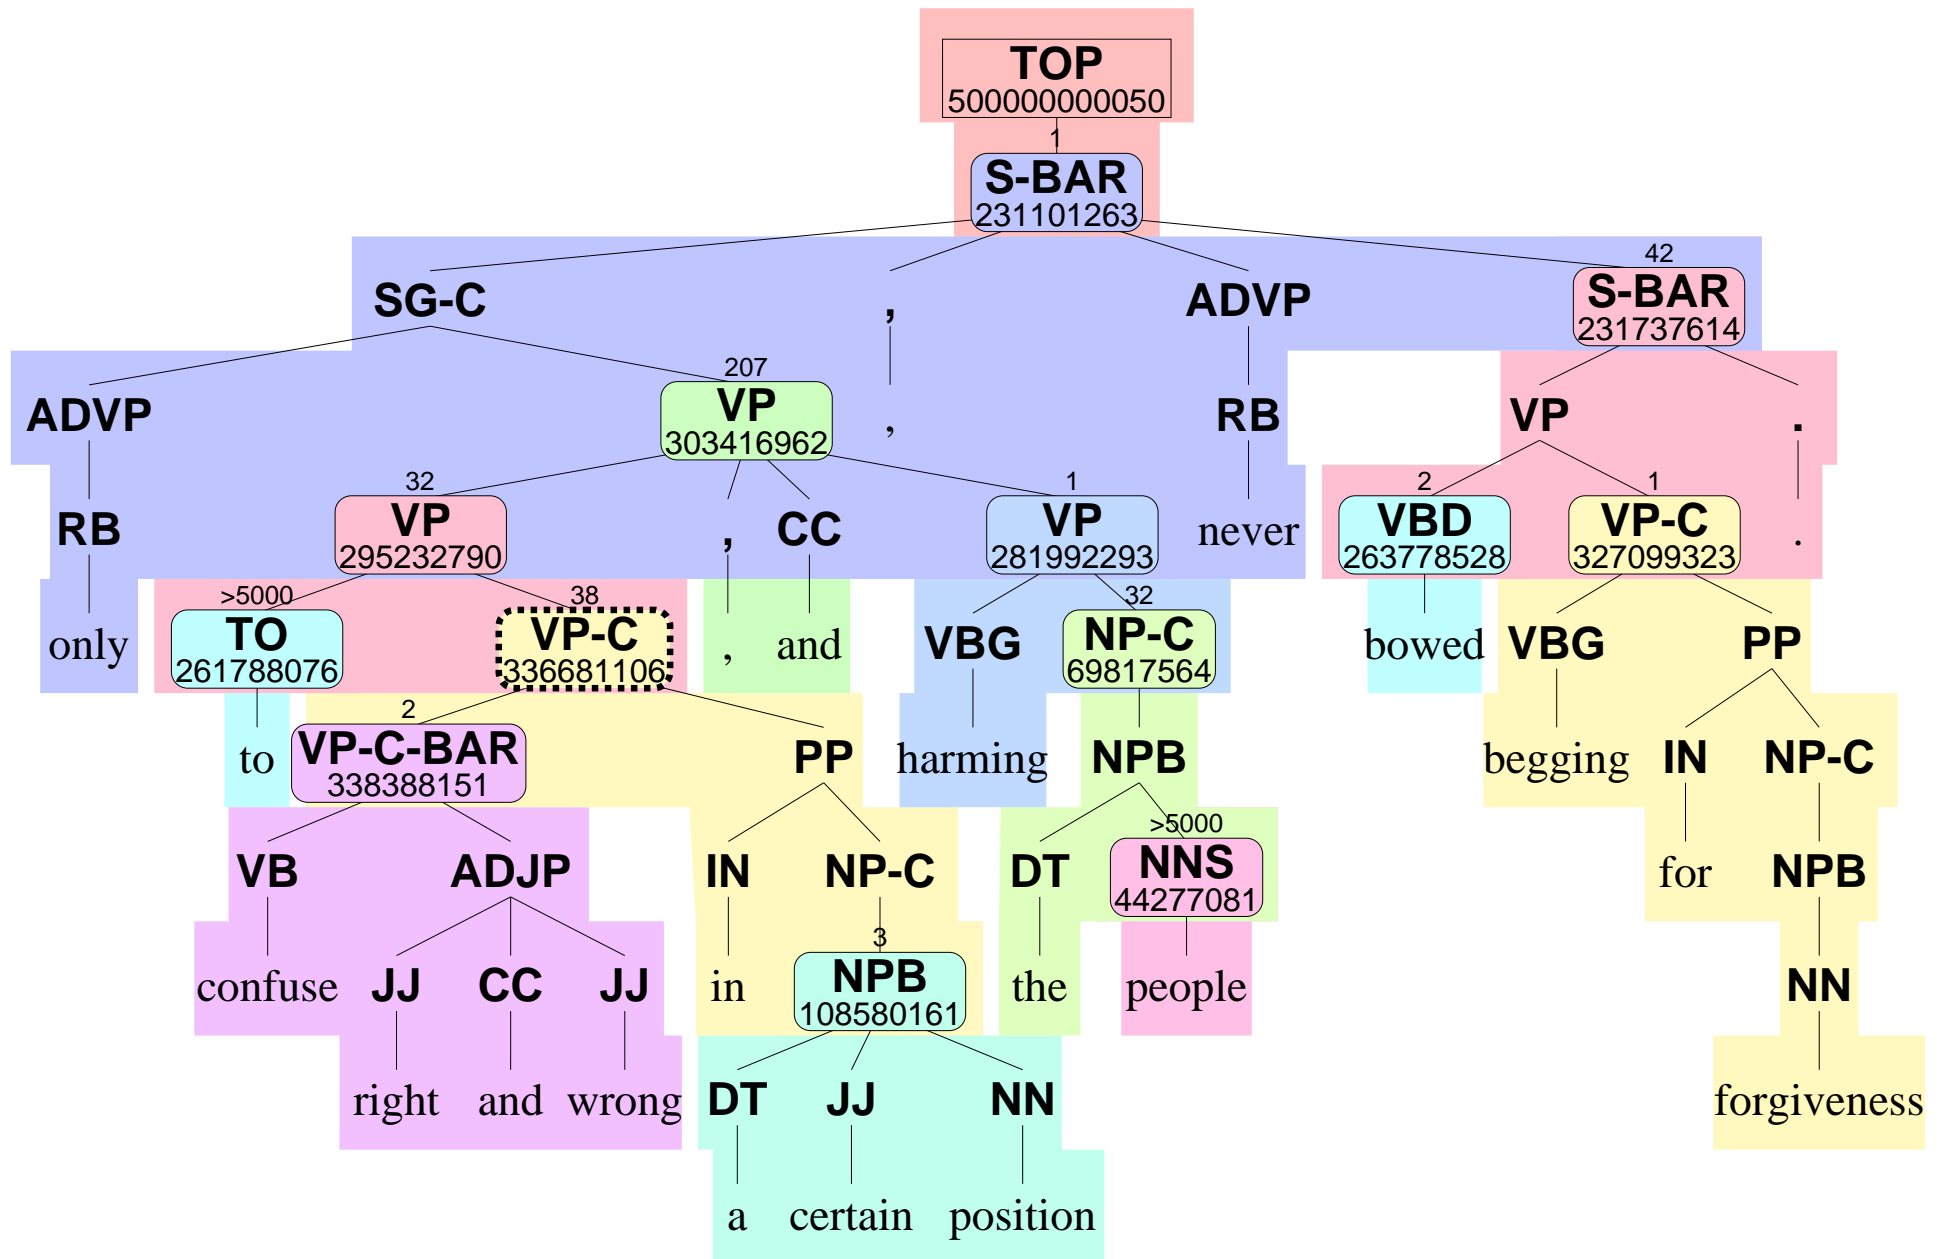 TOP
500000000050
1
S-BAR
231101263
42
SG-C , ADVP S-BAR
231737614
207
ADVP VP , RB VP .
303416962
32 1 2 1
RB VP , CC VP never VBD VP-C .
295232790 281992293 263778528 327099323
>5000 38 32
only TO VP-C , and VBG NP-C bowed VBG PP
261788076 336681106 69817564
2
to VP-C-BAR PP harming NPB begging IN NP-C
338388151
>5000
VB ADJP IN NP-C DT NNS for NPB
44277081
3
confuse JJ CC JJ in NPB the people NN
108580161
right and wrong DT JJ NN forgiveness
a certain position